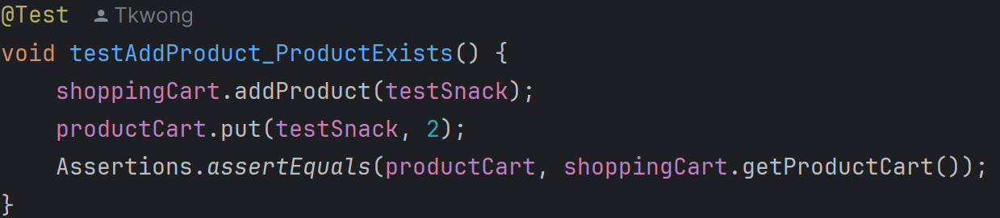 @Test Tkwong
void testAddProduct_ProductExists() {
    shoppingCart.addProduct(testSnack);
    productCart.put(testSnack, 2);
    Assertions.assertEquals(productCart, shoppingCart.getProductCart());
}